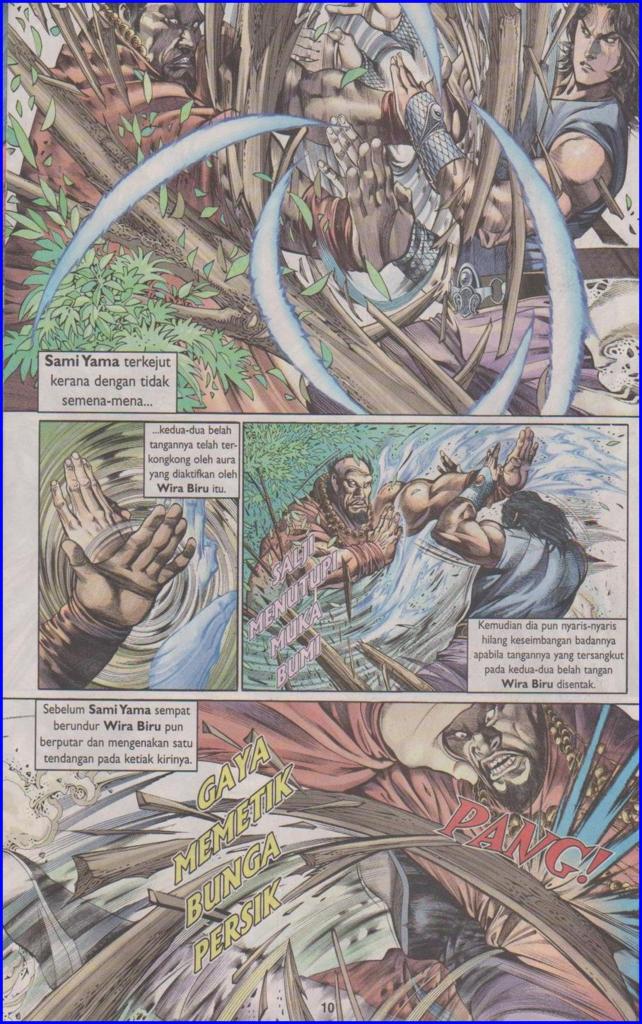 Sami Yama terkejut
kerana dengan tidak
semena-mena...
...kedua-dua belah
tangannya telah ter-
kongkong oleh aura
yang diaktifkan oleh
Wira Biru itu.
SALJI
MENUTUPI
MUKA
BUMI
Kemudian dia pun nyaris-nyaris
hilang keseimbangan badannya
apabila tangannya yang tersangkut
pada kedua-dua belah tangan
Wira Biru disentak.
Sebelum Sami Yama sempat
berundur Wira Biru pun
berputar dan mengenakan satu
tendangan pada ketiak kirinya.
GAYA
MEMETIK
BUNGA
PERSIK
PANG!
10